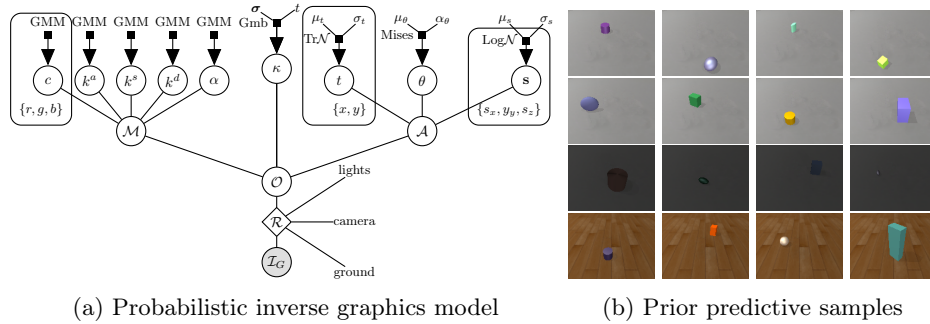 GMM GMM GMM GMM GMM
σ t
Gmb
μ_t σ_t
Tr𝒩
μ_θ α_θ
Mises
μ_s σ_s
Log𝒩
c k^a k^s k^d α κ t θ s
{r, g, b} {x, y} {s_x, y_y, s_z}
ℳ 𝒜
𝒪
lights
ℛ camera
ground
ℐ_G
(a) Probabilistic inverse graphics model
(b) Prior predictive samples